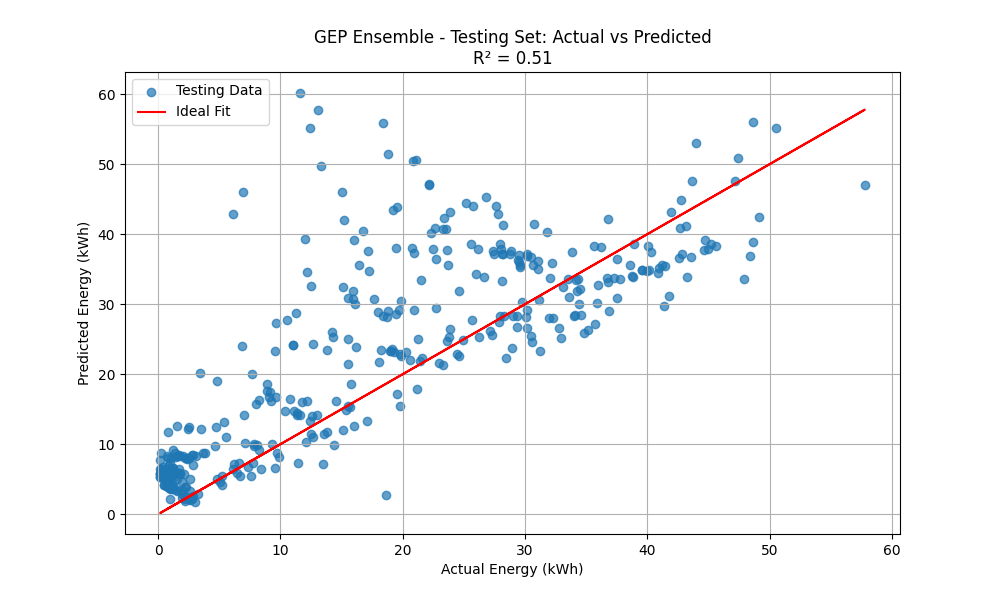 GEP Ensemble - Testing Set: Actual vs Predicted
R² = 0.51
Testing Data
Ideal Fit
Predicted Energy (kWh)
60
50
40
30
20
10
0
0 10 20 30 40 50 60
Actual Energy (kWh)